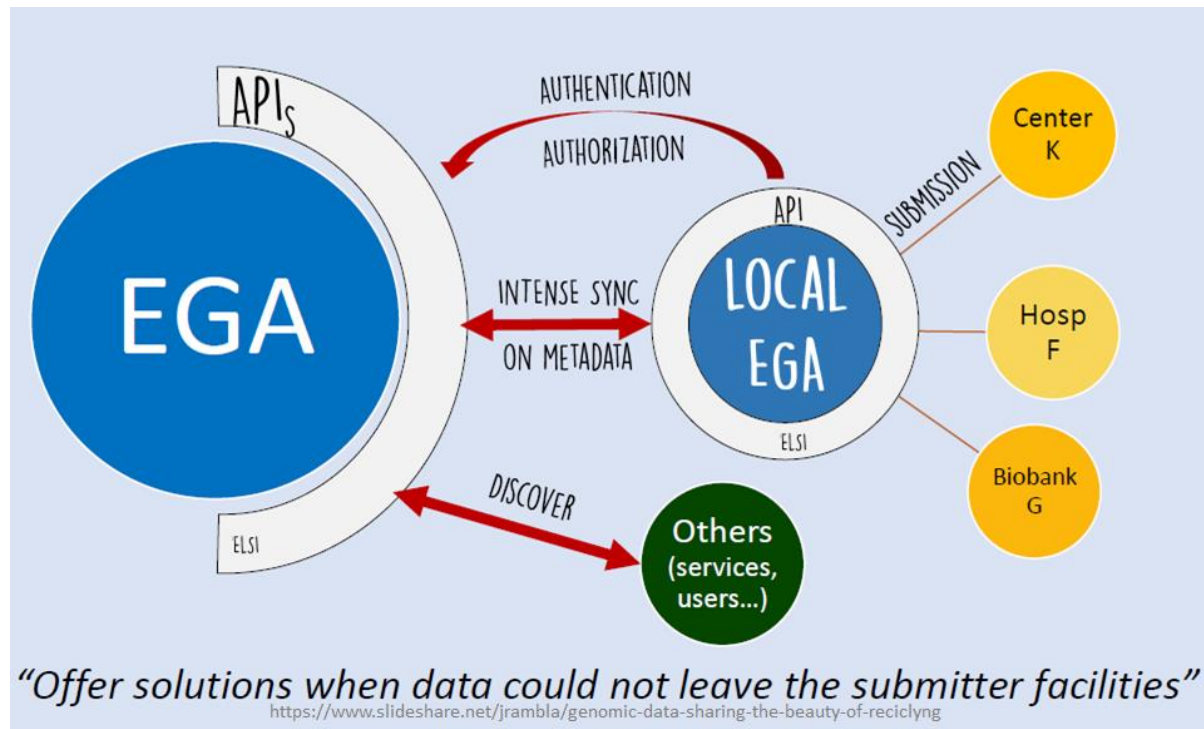 APIs
EGA
ELSI
AUTHENTICATION
AUTHORIZATION
INTENSE SYNC
ON METADATA
DISCOVER
API
LOCAL
EGA
ELSI
SUBMISSION
Center
K
Hosp
F
Biobank
G
Others
(services,
users...)
“Offer solutions when data could not leave the submitter facilities”
https://www.slideshare.net/jrambla/genomic-data-sharing-the-beauty-of-reciclyng